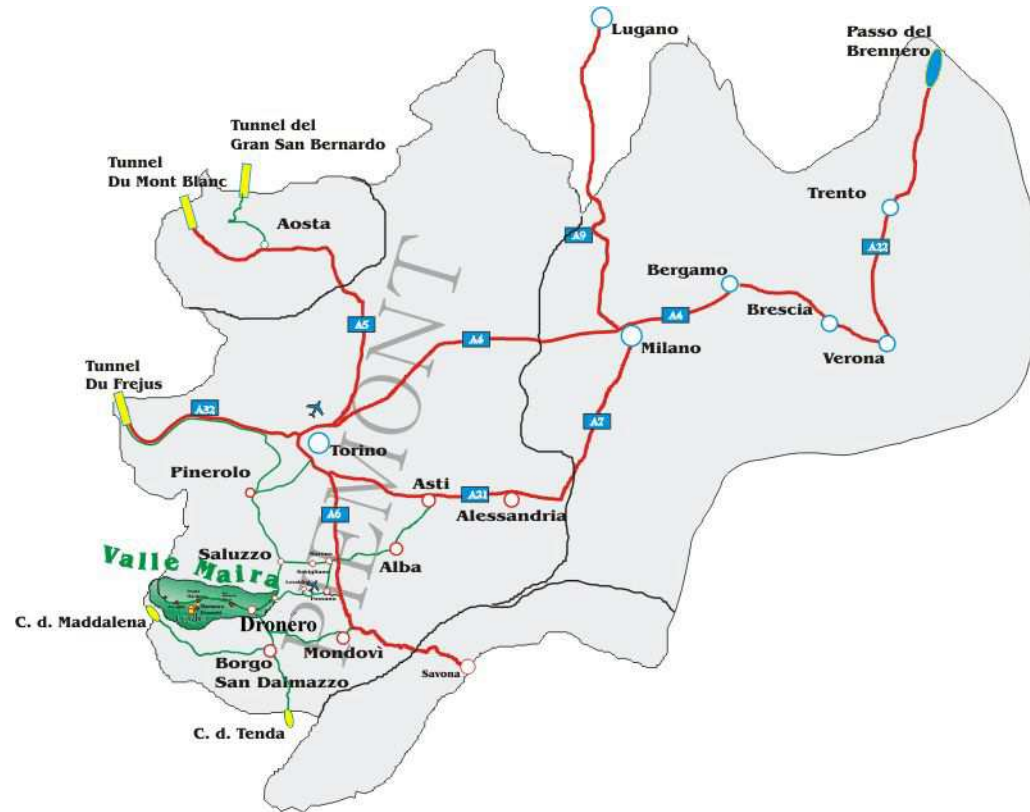 Lugano
Passo del
Brennero
Tunnel del
Gran San Bernardo
Tunnel
Du Mont Blanc
Trento
Aosta
A9
A22
Bergamo
A5
A4
A4
Brescia
Milano
Verona
Tunnel
Du Frejus
A32
A7
Torino
PIEMONT
Pinerolo
Asti
A21
A6
Alessandria
Saluzzo
Alba
Valle Maira
C. d. Maddalena
Dronero
Mondovì
Borgo
San Dalmazzo
Savona
C. d. Tenda